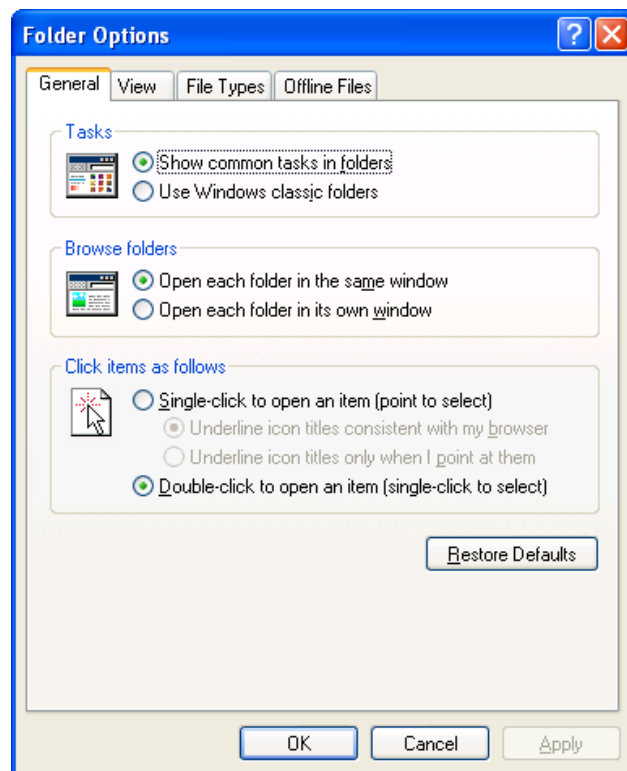 Folder Options
General View File Types Offline Files
Tasks
Show common tasks in folders
Use Windows classic folders
Browse folders
Open each folder in the same window
Open each folder in its own window
Click items as follows
Single-click to open an item (point to select)
Underline icon titles consistent with my browser
Underline icon titles only when I point at them
Double-click to open an item (single-click to select)
Restore Defaults
OK Cancel Apply